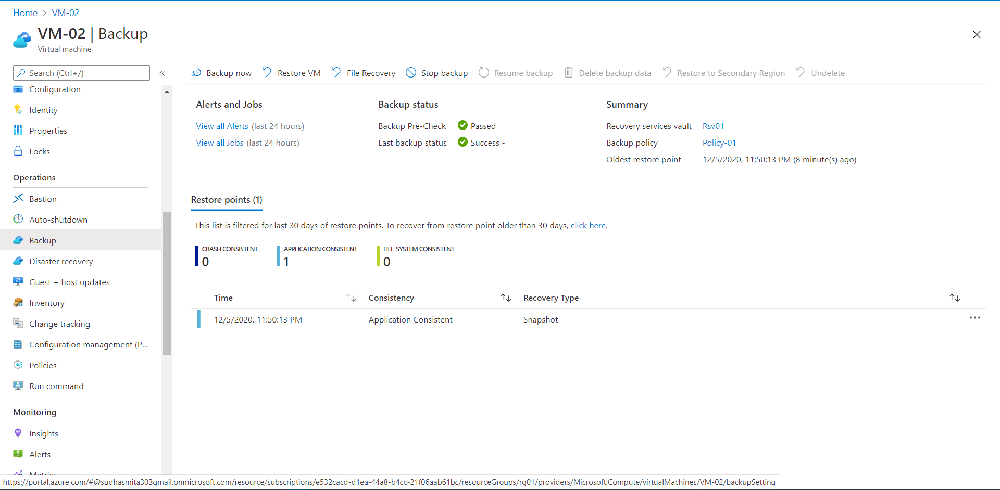 Home > VM-02
VM-02 | Backup
Virtual machine
Search (Ctrl+/)
«
Configuration
Identity
Properties
Locks
Operations
Bastion
Auto-shutdown
Backup
Disaster recovery
Guest + host updates
Inventory
Change tracking
Configuration management (P...
Policies
Run command
Monitoring
Insights
Alerts
Metrics
Backup now Restore VM File Recovery Stop backup Resume backup Delete backup data Restore to Secondary Region Undelete
Alerts and Jobs
View all Alerts (last 24 hours)
View all Jobs (last 24 hours)
Backup status
Backup Pre-Check Passed
Last backup status Success -
Summary
Recovery services vault Rsv01
Backup policy Policy-01
Oldest restore point 12/5/2020, 11:50:13 PM (8 minute(s) ago)
Restore points (1)
This list is filtered for last 30 days of restore points. To recover from restore point older than 30 days, click here.
CRASH CONSISTENT
0
APPLICATION CONSISTENT
1
FILE-SYSTEM CONSISTENT
0
Time Consistency Recovery Type
12/5/2020, 11:50:13 PM Application Consistent Snapshot
https://portal.azure.com/#@sudhasmita303gmail.onmicrosoft.com/resource/subscriptions/e532cacd-d1ea-44a8-b4cc-21f06aab61bc/resourceGroups/rg01/providers/Microsoft.Compute/virtualMachines/VM-02/backupSetting